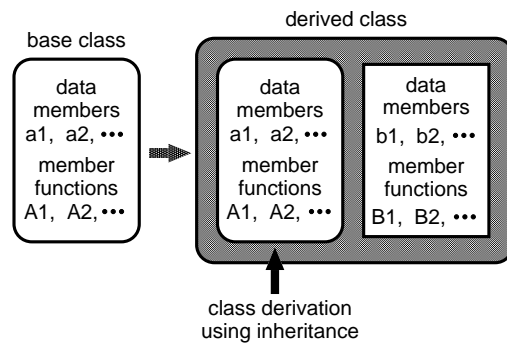 derived class
base class
data
members
a1, a2, •••
member
functions
A1, A2, •••
data
members
a1, a2, •••
member
functions
A1, A2, •••
data
members
b1, b2, •••
member
functions
B1, B2, •••
class derivation
using inheritance